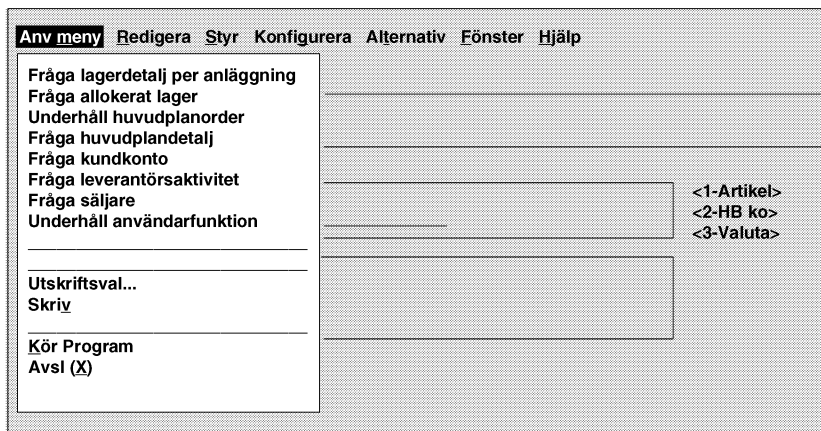 Anv meny Redigera Styr Konfigurera Alternativ Fönster Hjälp
Fråga lagerdetalj per anläggning
Fråga allokerat lager
Underhåll huvudplanorder
Fråga huvudplandetalj
Fråga kundkonto
Fråga leverantörsaktivitet
Fråga säljare
Underhåll användarfunktion
Utskriftsval...
Skriv
Kör Program
Avsl (X)
<1-Artikel>
<2-HB ko>
<3-Valuta>